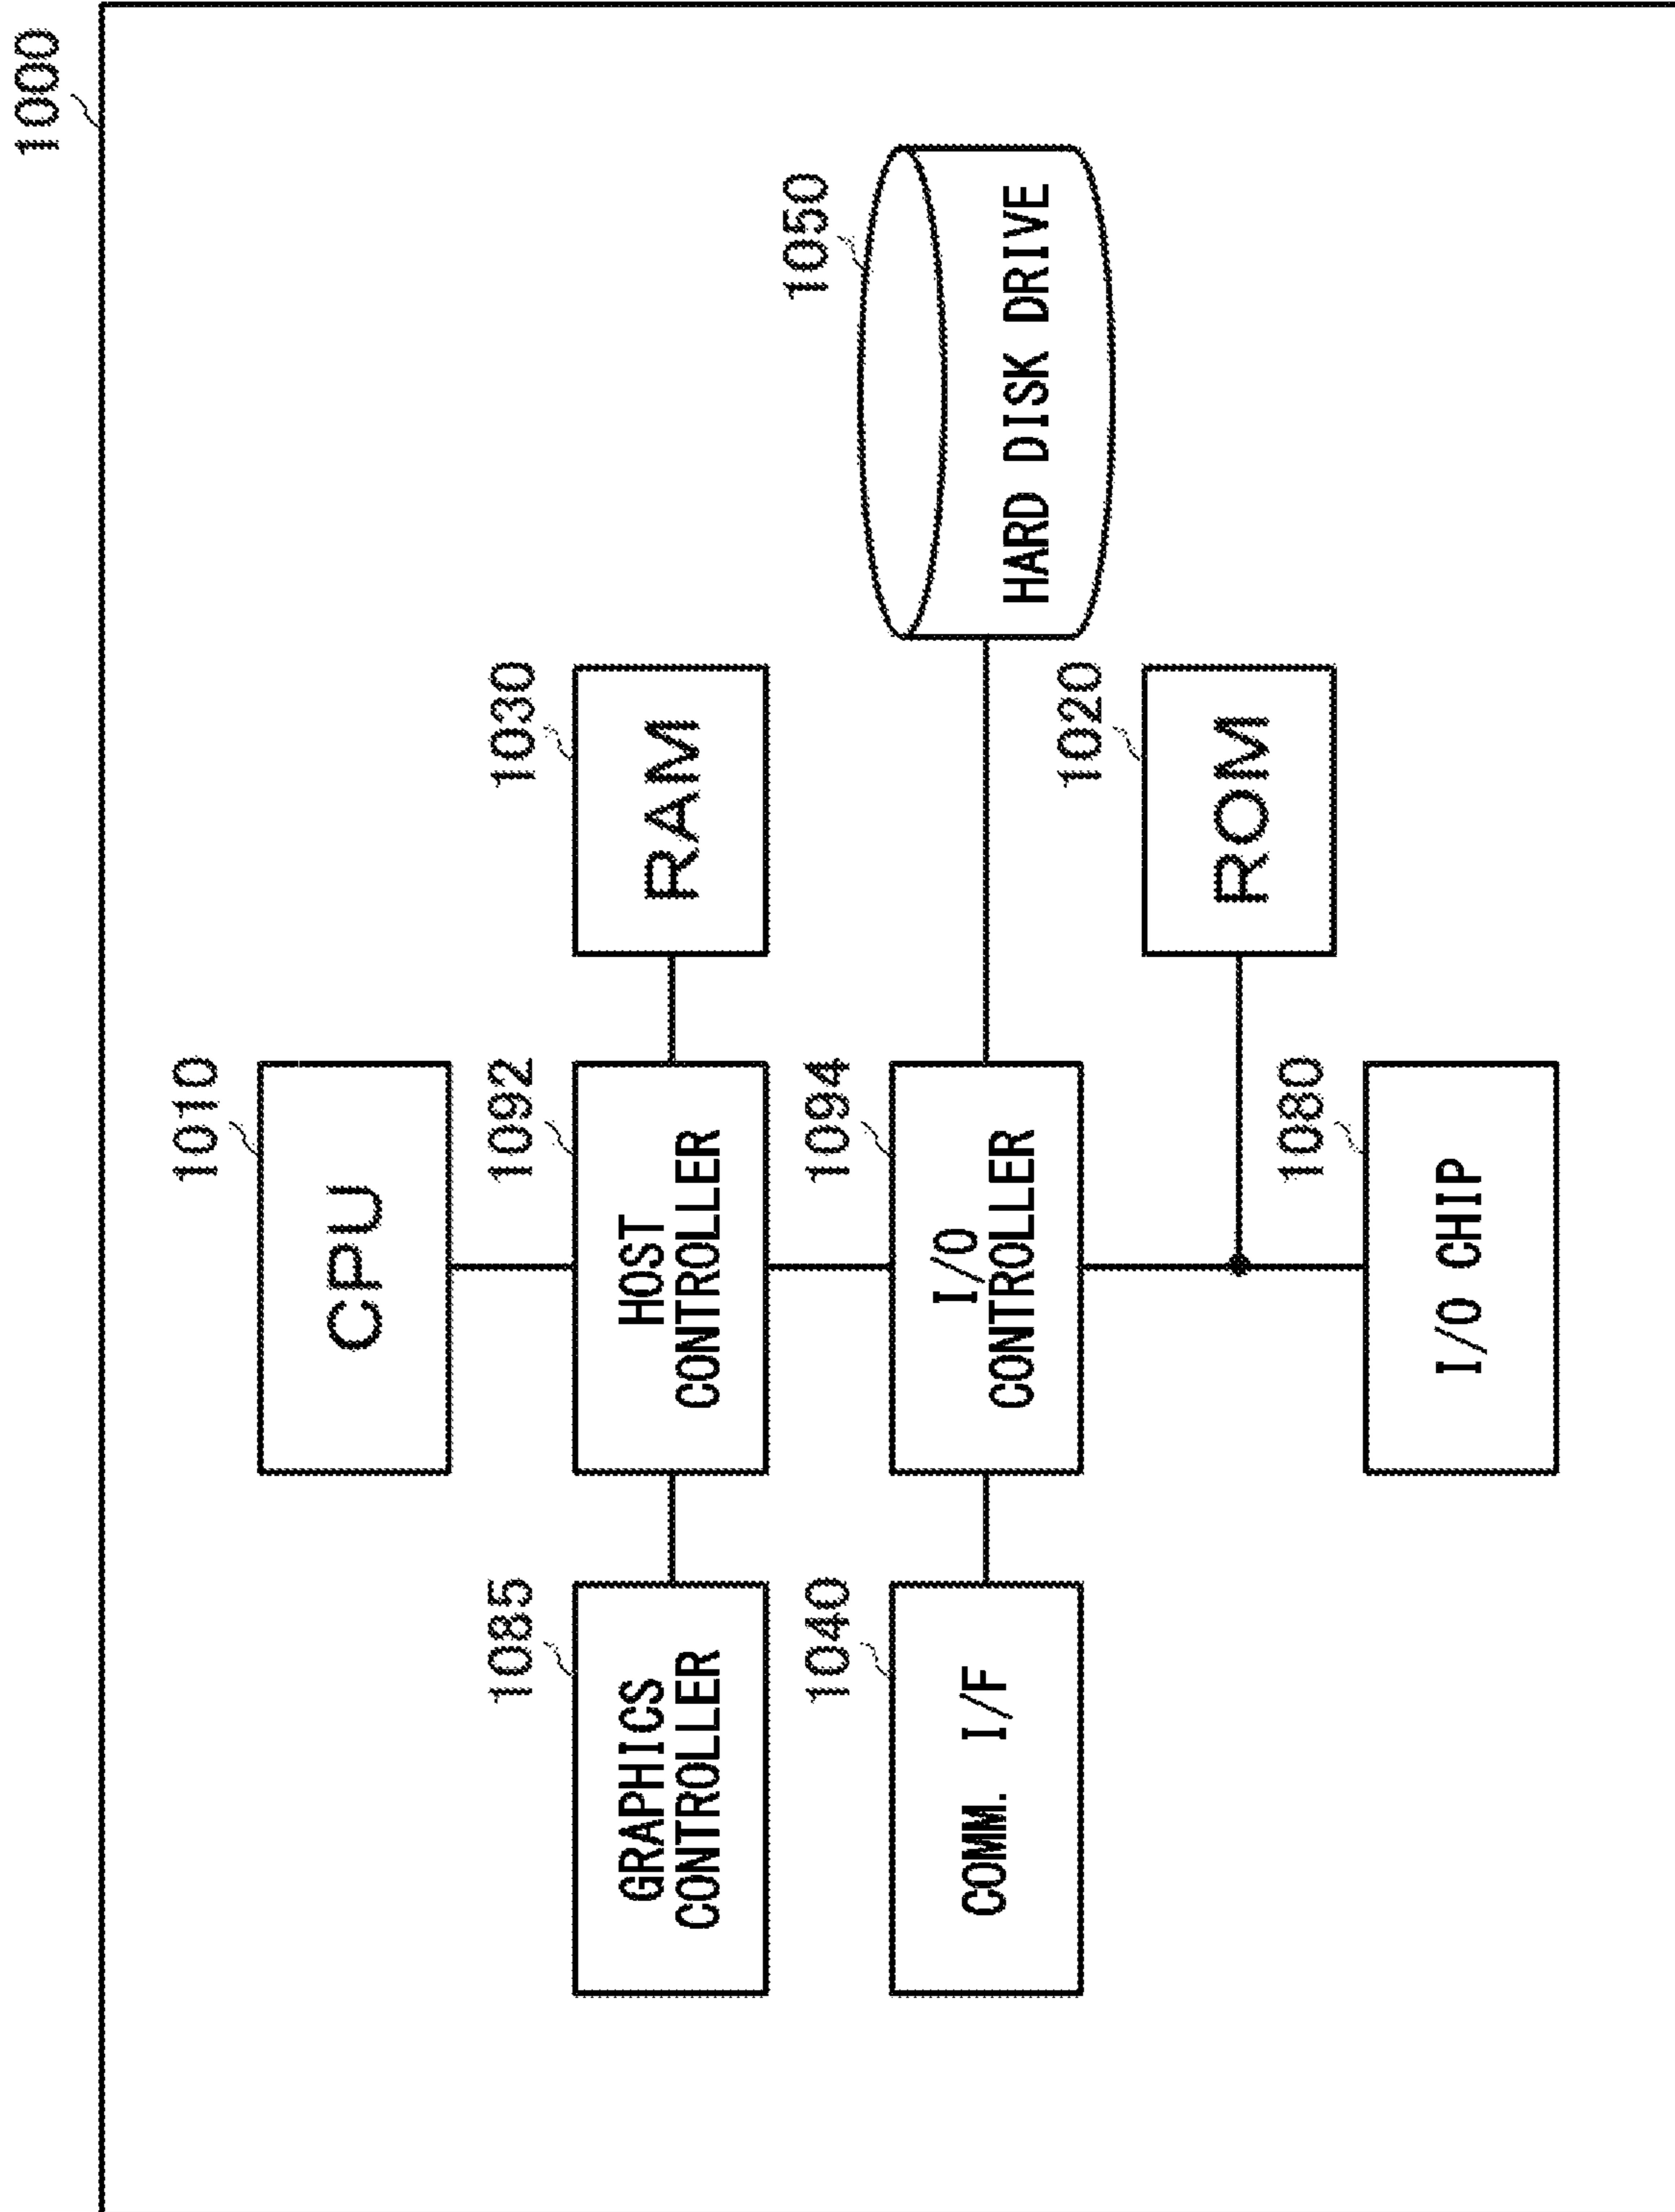 1000
1010
CPU
1085
GRAPHICS
CONTROLLER
1092
HOST
CONTROLLER
1030
RAM
1040
COMM. I/F
1094
I/O
CONTROLLER
1050
HARD DISK DRIVE
1020
ROM
1080
I/O CHIP